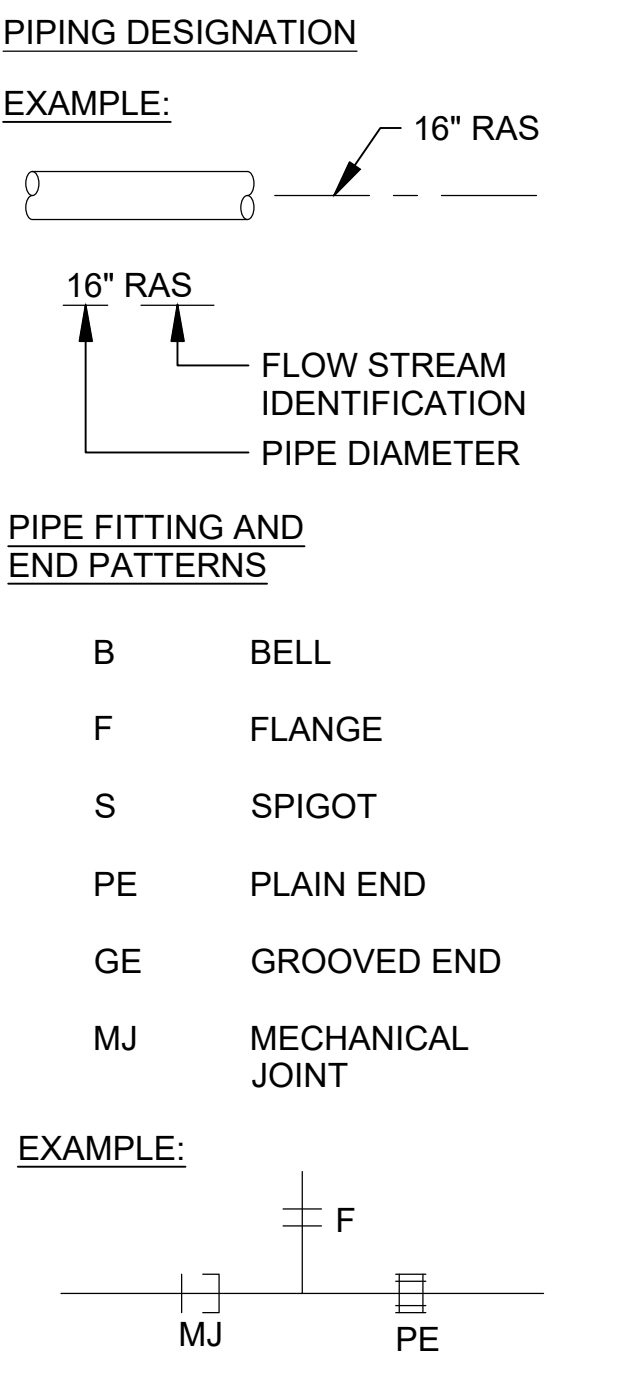 PIPING DESIGNATION
EXAMPLE:
16" RAS
16" RAS
FLOW STREAM
IDENTIFICATION
PIPE DIAMETER
PIPE FITTING AND
END PATTERNS
B BELL
F FLANGE
S SPIGOT
PE PLAIN END
GE GROOVED END
MJ MECHANICAL
JOINT
EXAMPLE:
F
MJ PE